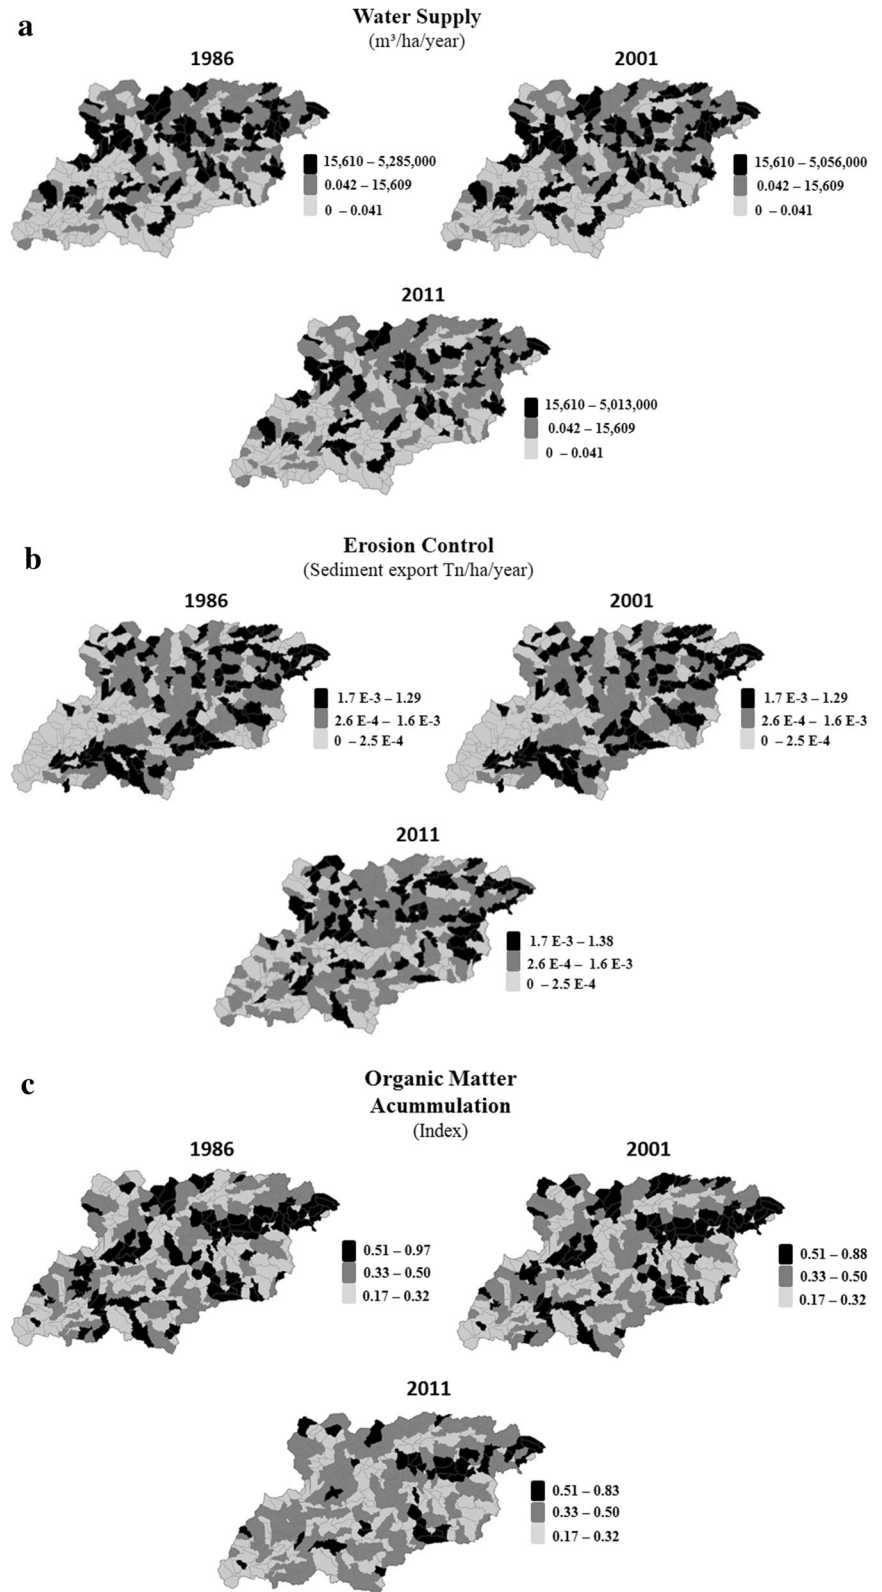 a
Water Supply
(m³/ha/year)
1986
15,610 – 5,285,000
0.042 – 15,609
0 – 0.041
2001
15,610 – 5,056,000
0.042 – 15,609
0 – 0.041
2011
15,610 – 5,013,000
0.042 – 15,609
0 – 0.041
b
Erosion Control
(Sediment export Tn/ha/year)
1986
1.7 E-3 – 1.29
2.6 E-4 – 1.6 E-3
0 – 2.5 E-4
2001
1.7 E-3 – 1.29
2.6 E-4 – 1.6 E-3
0 – 2.5 E-4
2011
1.7 E-3 – 1.38
2.6 E-4 – 1.6 E-3
0 – 2.5 E-4
c
Organic Matter
Acummulation
(Index)
1986
0.51 – 0.97
0.33 – 0.50
0.17 – 0.32
2001
0.51 – 0.88
0.33 – 0.50
0.17 – 0.32
2011
0.51 – 0.83
0.33 – 0.50
0.17 – 0.32